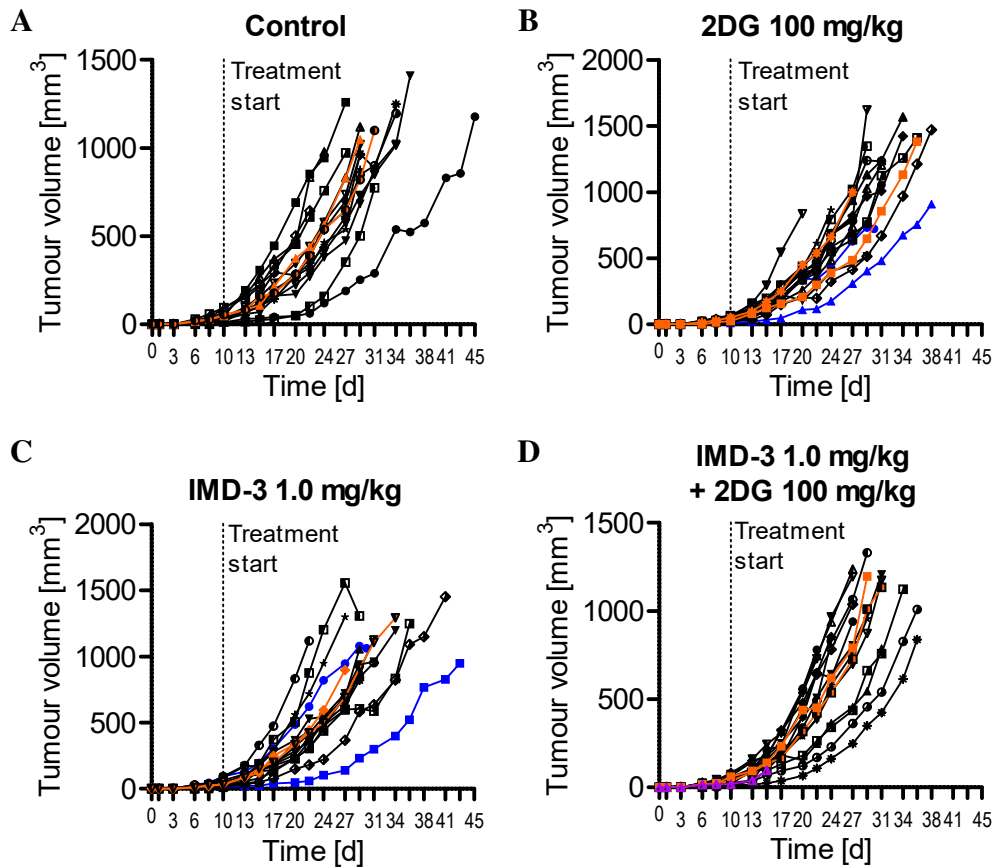 A
Control
Tumour volume [mm³]
1500
1000
500
0
Treatment
start
0 3 6 10 13 17 20 24 27 31 34 38 41 45
Time [d]
B
2DG 100 mg/kg
Tumour volume [mm³]
2000
1500
1000
500
0
Treatment
start
0 3 6 10 13 17 20 24 27 31 34 38 41 45
Time [d]
C
IMD-3 1.0 mg/kg
Tumour volume [mm³]
2000
1500
1000
500
0
Treatment
start
0 3 6 10 13 17 20 24 27 31 34 38 41 45
Time [d]
D
IMD-3 1.0 mg/kg
+ 2DG 100 mg/kg
Tumour volume [mm³]
1500
1000
500
0
Treatment
start
0 3 6 10 13 17 20 24 27 31 34 38 41 45
Time [d]